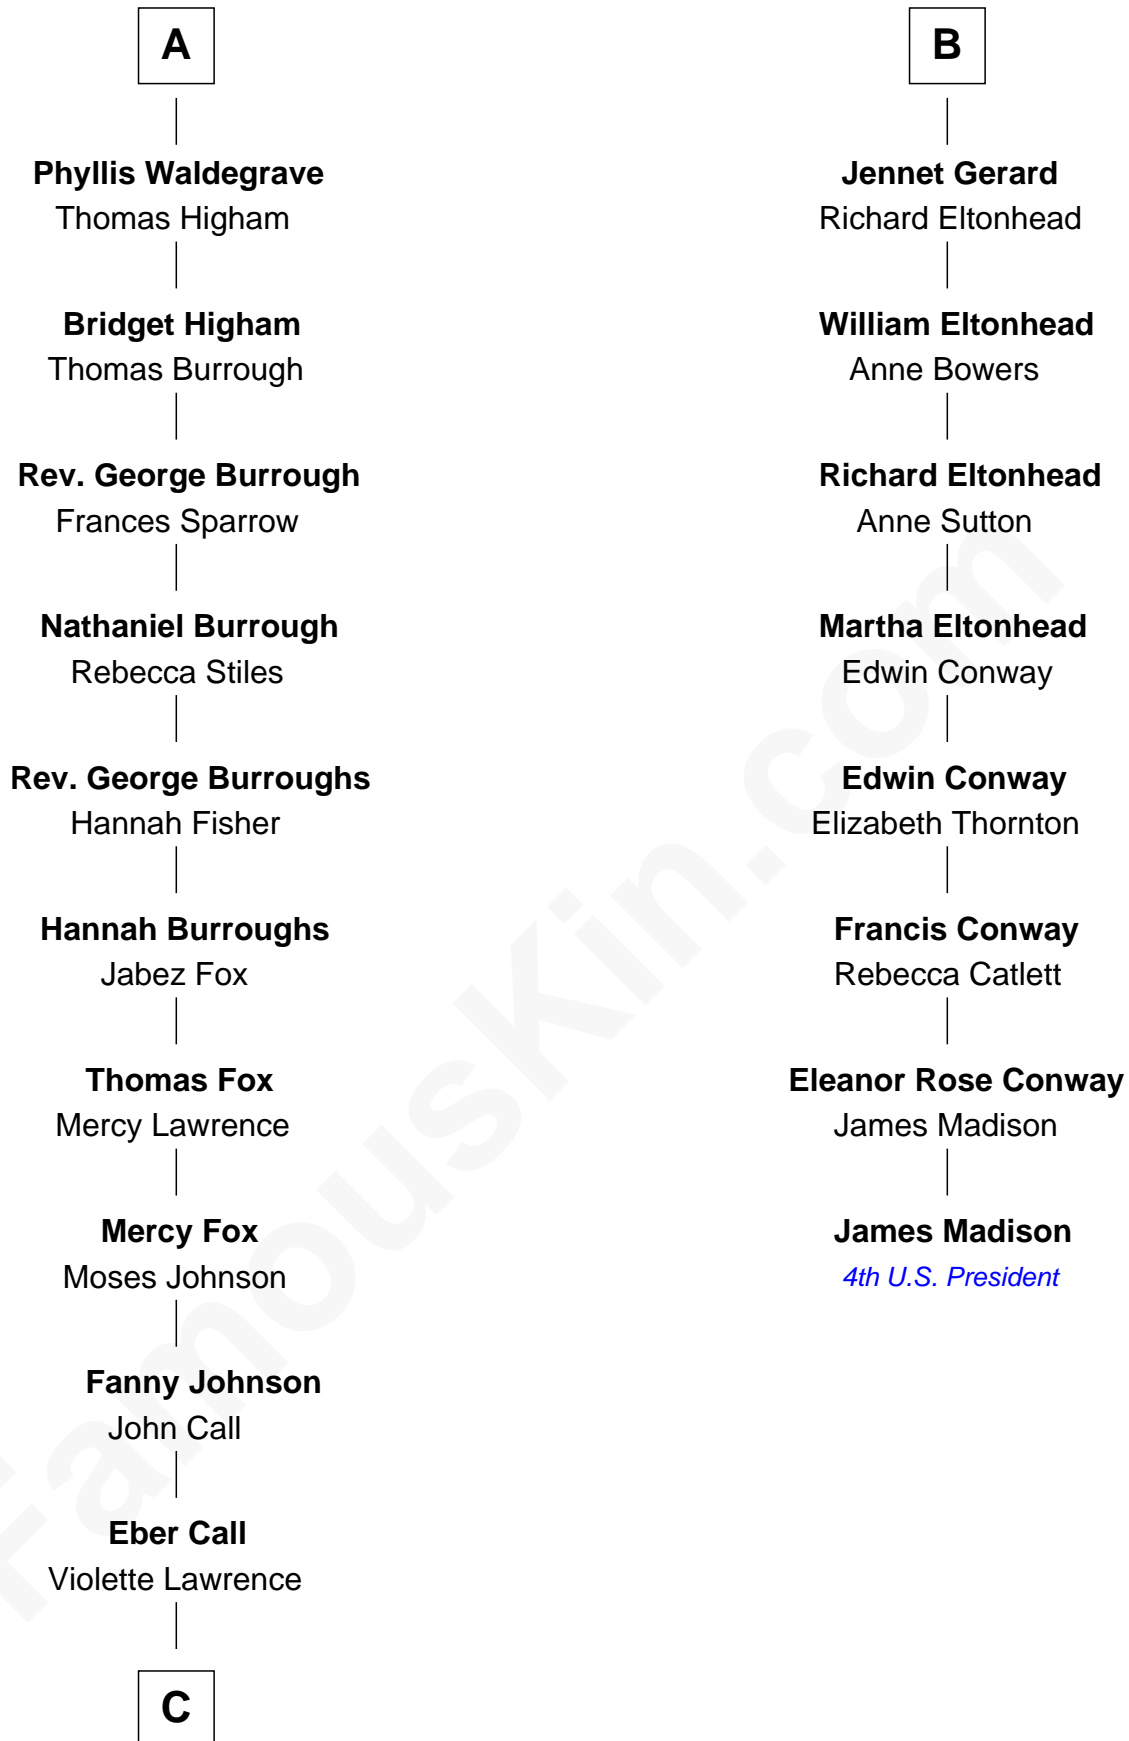 A
Phyllis Waldegrave
Thomas Higham
Bridget Higham
Thomas Burrough
Rev. George Burrough
Frances Sparrow
Nathaniel Burrough
Rebecca Stiles
Rev. George Burroughs
Hannah Fisher
Hannah Burroughs
Jabez Fox
Thomas Fox
Mercy Lawrence
Mercy Fox
Moses Johnson
Fanny Johnson
John Call
Eber Call
Violette Lawrence
C
B
Jennet Gerard
Richard Eltonhead
William Eltonhead
Anne Bowers
Richard Eltonhead
Anne Sutton
Martha Eltonhead
Edwin Conway
Edwin Conway
Elizabeth Thornton
Francis Conway
Rebecca Catlett
Eleanor Rose Conway
James Madison
James Madison
4th U.S. President
FamousKin.com